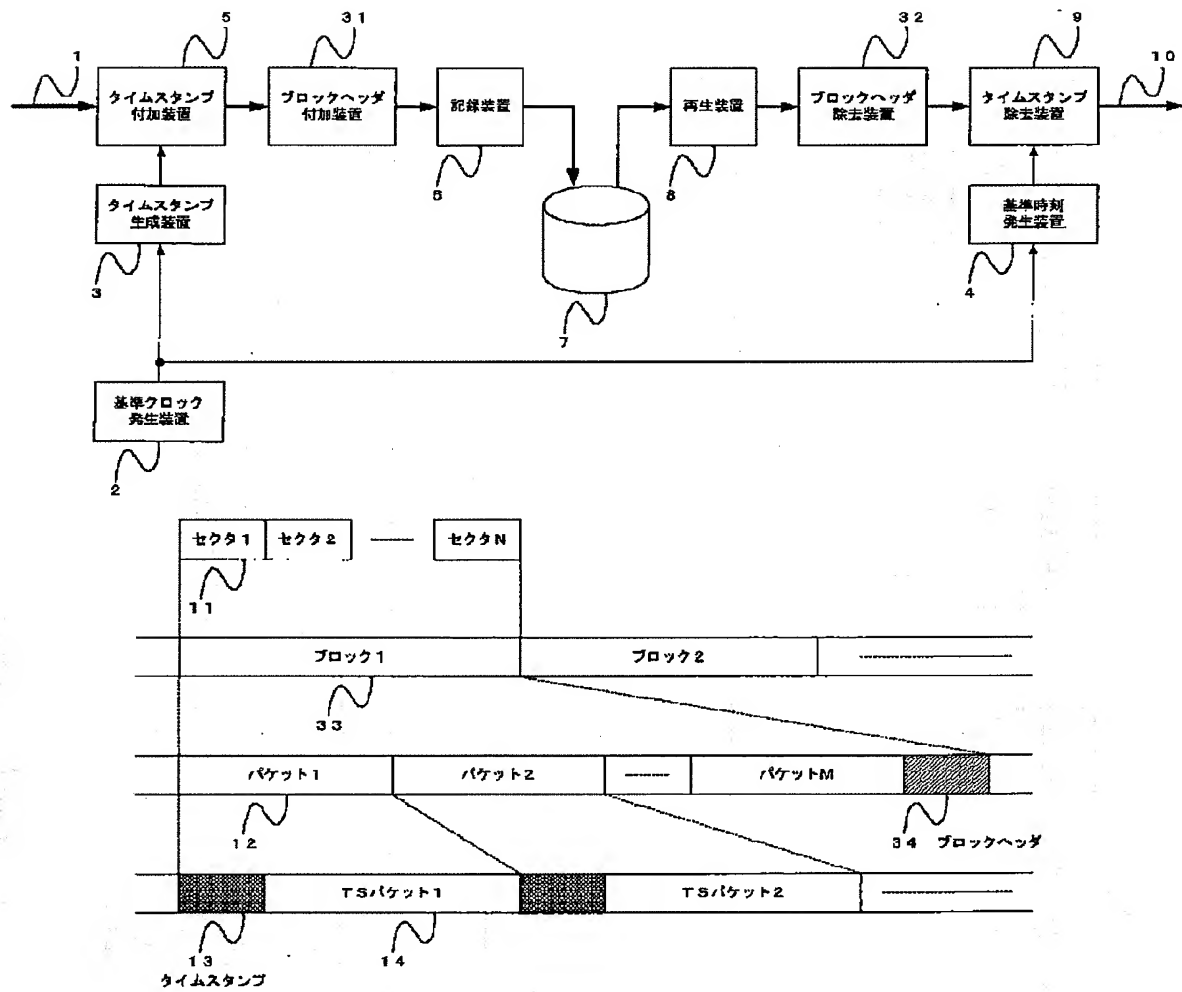 5
31
32
9
1
10
タイムスタンプ
付加装置
ブロックヘッダ
付加装置
記録装置
再生装置
ブロックヘッダ
除去装置
タイムスタンプ
除去装置
6
8
タイムスタンプ
生成装置
基準時刻
発生装置
3
7
4
基準クロック
発生装置
2
セクタ1
セクタ2
セクタN
11
ブロック1
ブロック2
33
パケット1
パケット2
パケットM
12
34 ブロックヘッダ
TSパケット1
TSパケット2
13
タイムスタンプ
14